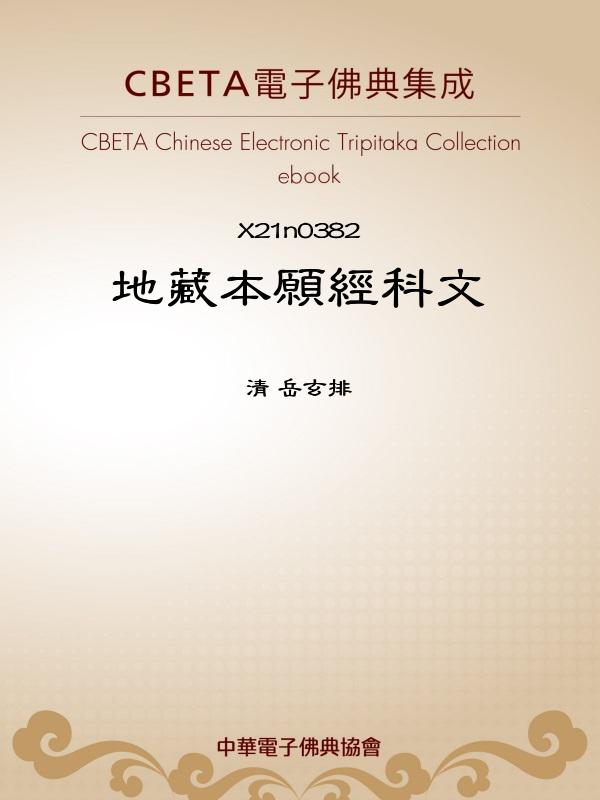 CBETA電子佛典集成
CBETA Chinese Electronic Tripitaka Collection
ebook
X21n0382
地藏本願經科文
清 岳玄排
中華電子佛典協會